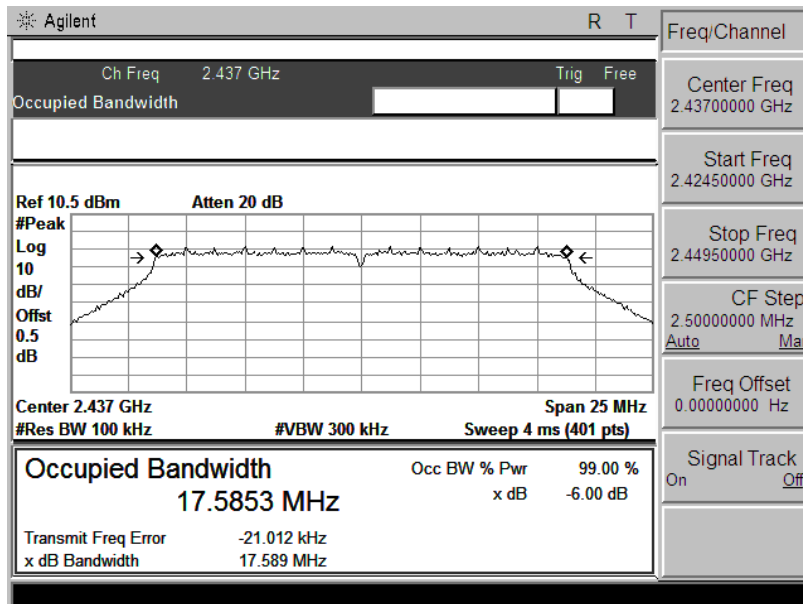 Agilent R T
Freq/Channel
Ch Freq 2.437 GHz Trig Free
Occupied Bandwidth
Center Freq
2.43700000 GHz
Start Freq
2.42450000 GHz
Stop Freq
2.44950000 GHz
CF Step
2.50000000 MHz
Auto Man
Freq Offset
0.00000000 Hz
Signal Track
On Off
Ref 10.5 dBm Atten 20 dB
#Peak
Log
10
dB/
Offst
0.5
dB
Center 2.437 GHz Span 25 MHz
#Res BW 100 kHz #VBW 300 kHz Sweep 4 ms (401 pts)
Occupied Bandwidth Occ BW % Pwr 99.00 %
17.5853 MHz x dB -6.00 dB
Transmit Freq Error -21.012 kHz
x dB Bandwidth 17.589 MHz